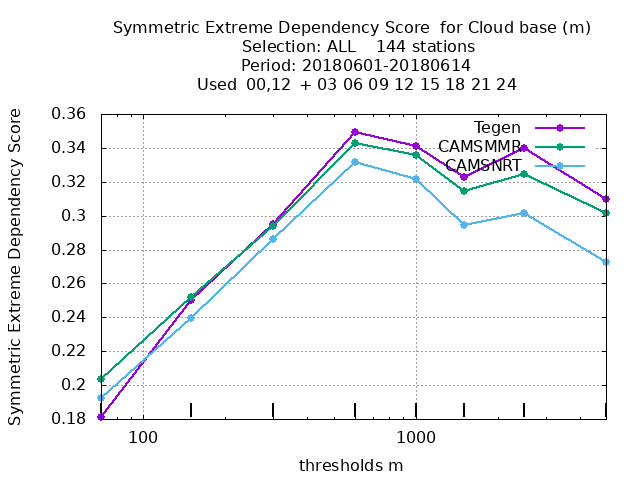 Symmetric Extreme Dependency Score  for Cloud base (m)
Selection: ALL    144 stations
Period: 20180601-20180614
Used  00,12  + 03 06 09 12 15 18 21 24
Symmetric Extreme Dependency Score
0.36
0.34
0.32
0.3
0.28
0.26
0.24
0.22
0.2
0.18
Tegen
CAMSMMR
CAMSNRT
100
1000
thresholds m